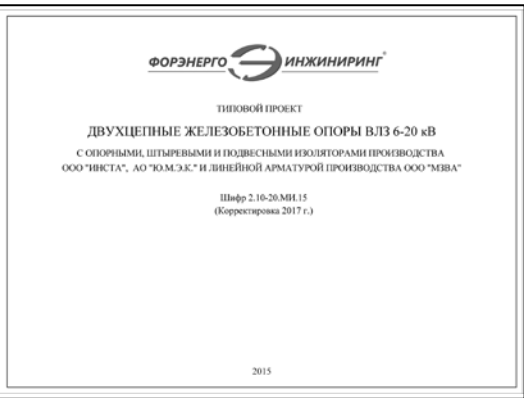 ФОРЭНЕРГО ИНЖИНИРИНГ
ТИПОВОЙ ПРОЕКТ
ДВУХЦЕПНЫЕ ЖЕЛЕЗОБЕТОННЫЕ ОПОРЫ ВЛЗ 6-20 кВ
С ОПОРНЫМИ, ШТЫРЕВЫМИ И ПОДВЕСНЫМИ ИЗОЛЯТОРАМИ ПРОИЗВОДСТВА
ООО "ИНСТА", АО "Ю.М.Э.К." И ЛИНЕЙНОЙ АРМАТУРОЙ ПРОИЗВОДСТВА ООО "МЗВА"
Шифр 2.10-20.МИ.15
(Корректировка 2017 г.)
2015